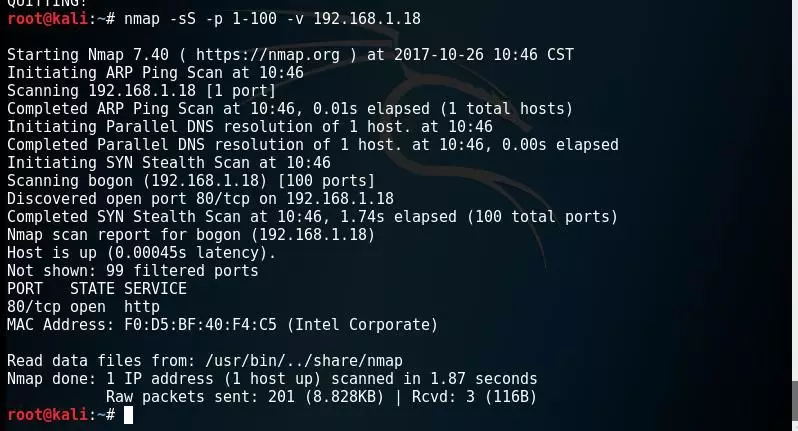 QUITTING!
root@kali:~# nmap -sS -p 1-100 -v 192.168.1.18

Starting Nmap 7.40 ( https://nmap.org ) at 2017-10-26 10:46 CST
Initiating ARP Ping Scan at 10:46
Scanning 192.168.1.18 [1 port]
Completed ARP Ping Scan at 10:46, 0.01s elapsed (1 total hosts)
Initiating Parallel DNS resolution of 1 host. at 10:46
Completed Parallel DNS resolution of 1 host. at 10:46, 0.00s elapsed
Initiating SYN Stealth Scan at 10:46
Scanning bogon (192.168.1.18) [100 ports]
Discovered open port 80/tcp on 192.168.1.18
Completed SYN Stealth Scan at 10:46, 1.74s elapsed (100 total ports)
Nmap scan report for bogon (192.168.1.18)
Host is up (0.00045s latency).
Not shown: 99 filtered ports
PORT   STATE SERVICE
80/tcp open  http
MAC Address: F0:D5:BF:40:F4:C5 (Intel Corporate)

Read data files from: /usr/bin/../share/nmap
Nmap done: 1 IP address (1 host up) scanned in 1.87 seconds
           Raw packets sent: 201 (8.828KB) | Rcvd: 3 (116B)
root@kali:~#